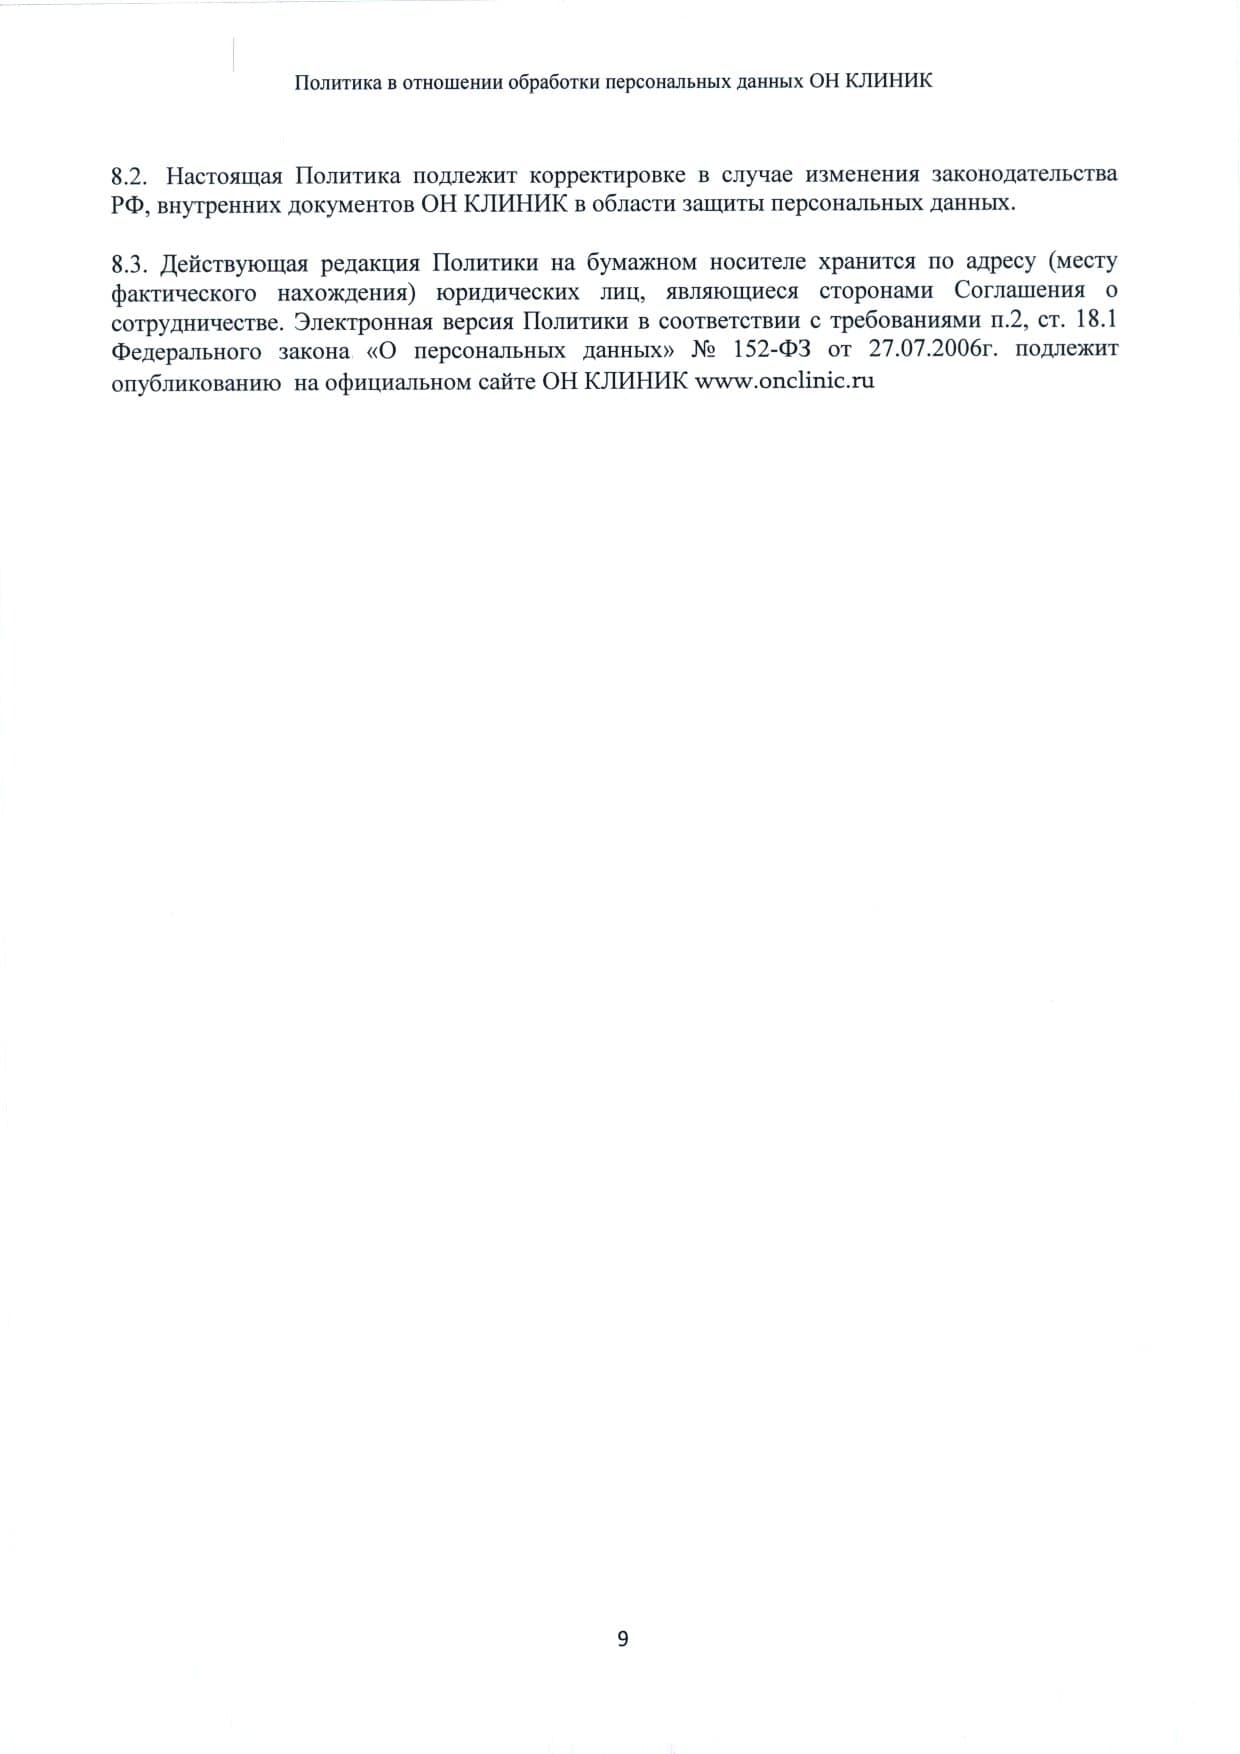 Политика в отношении обработки персональных данных ОН КЛИНИК
8.2. Настоящая Политика подлежит корректировке в случае изменения законодательства
РФ, внутренних документов ОН КЛИНИК в области защиты персональных данных.
8.3. Действующая редакция Политики на бумажном носителе хранится по адресу (месту
фактического нахождения) юридических лиц, являющиеся сторонами Соглашения о
сотрудничестве. Электронная версия Политики в соответствии с требованиями п.2, ст. 18.1
Федерального закона «О персональных данных» № 152-ФЗ от 27.07.2006г. подлежит
опубликованию на официальном сайте ОН КЛИНИК www.onclinic.ru
9